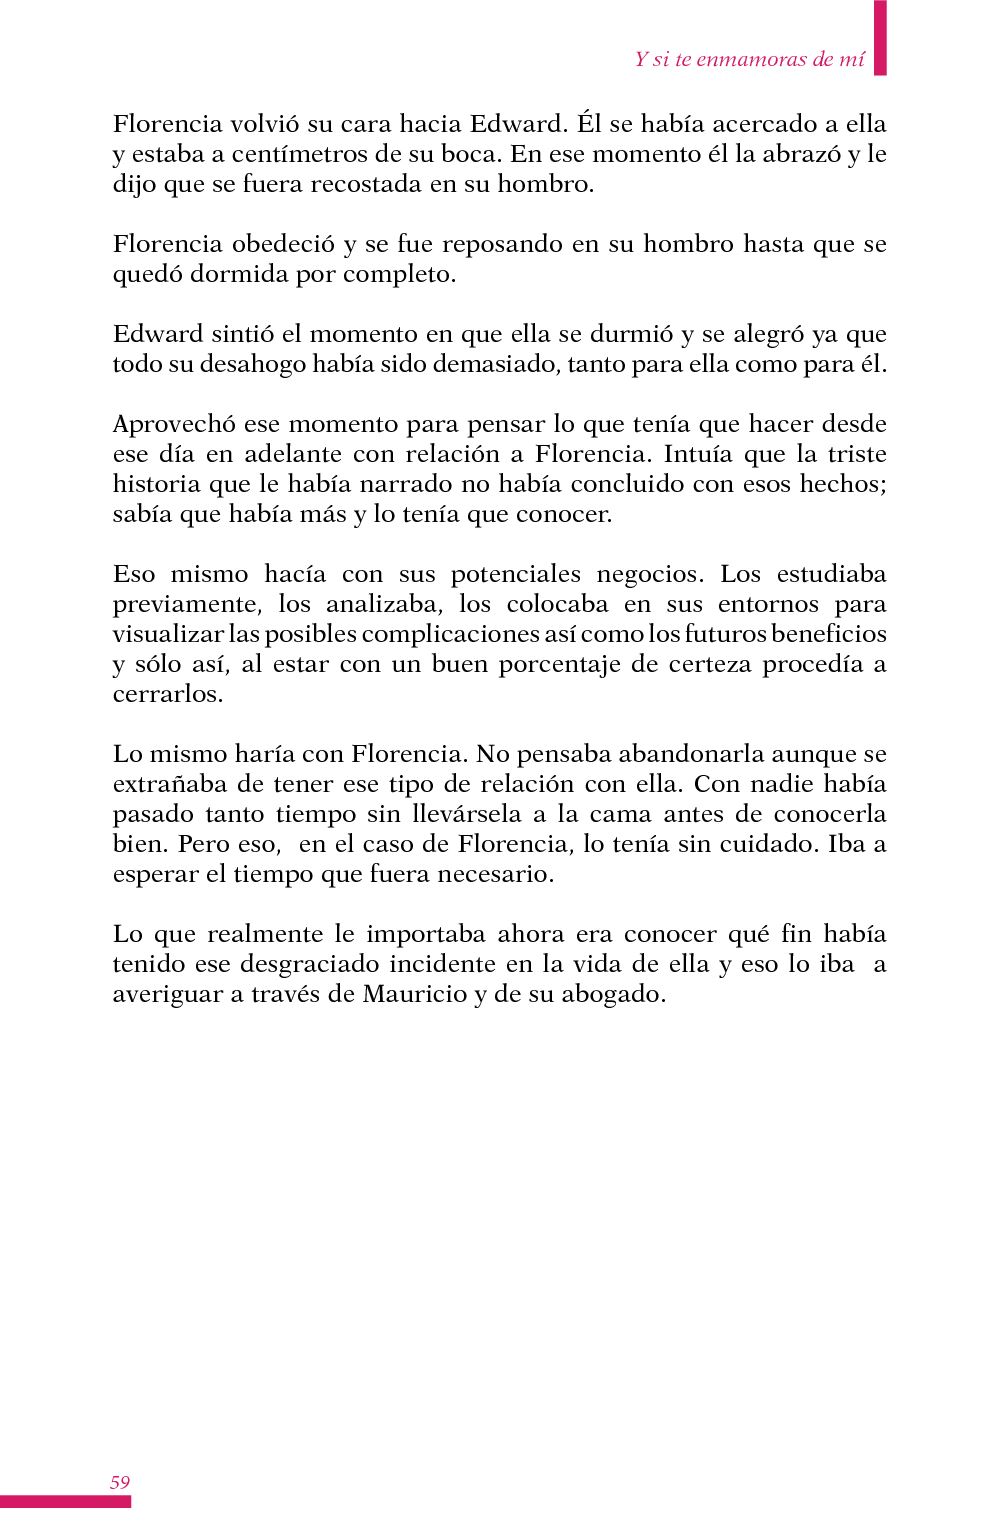 Y si te enmamoras de mí
Florencia volvió su cara hacia Edward. Él se había acercado a ella
y estaba a centímetros de su boca. En ese momento él la abrazó y le
dijo que se fuera recostada en su hombro.
Florencia obedeció y se fue reposando en su hombro hasta que se
quedó dormida por completo.
Edward sintió el momento en que ella se durmió y se alegró ya que
todo su desahogo había sido demasiado, tanto para ella como para él.
Aprovechó ese momento para pensar lo que tenía que hacer desde
ese día en adelante con relación a Florencia. Intuía que la triste
historia que le había narrado no había concluido con esos hechos;
sabía que había más y lo tenía que conocer.
Eso mismo hacía con sus potenciales negocios. Los estudiaba
previamente, los analizaba, los colocaba en sus entornos para
visualizar las posibles complicaciones así como los futuros beneficios
y sólo así, al estar con un buen porcentaje de certeza procedía a
cerrarlos.
Lo mismo haría con Florencia. No pensaba abandonarla aunque se
extrañaba de tener ese tipo de relación con ella. Con nadie había
pasado tanto tiempo sin llevársela a la cama antes de conocerla
bien. Pero eso,  en el caso de Florencia, lo tenía sin cuidado. Iba a
esperar el tiempo que fuera necesario.
Lo que realmente le importaba ahora era conocer qué fin había
tenido ese desgraciado incidente en la vida de ella y eso lo iba  a
averiguar a través de Mauricio y de su abogado.
59